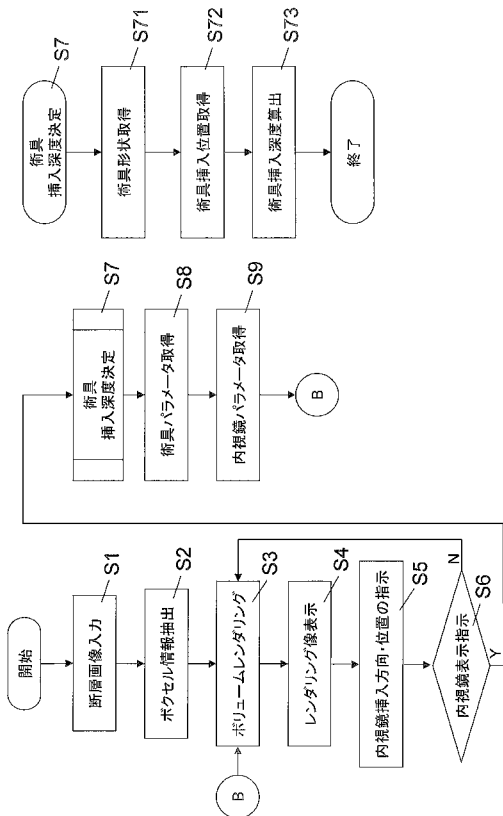 開始
断層画像入力
S1
ボクセル情報抽出
S2
B
ボリュームレンダリング
S3
レンダリング像表示
S4
内視鏡挿入方向・位置の指示
S5
内視鏡表示指示
S6
N
Y
術具
挿入深度決定
S7
術具パラメータ取得
S8
内視鏡パラメータ取得
S9
B
術具
挿入深度決定
S7
術具形状取得
S71
術具挿入位置取得
S72
術具挿入深度算出
S73
終了